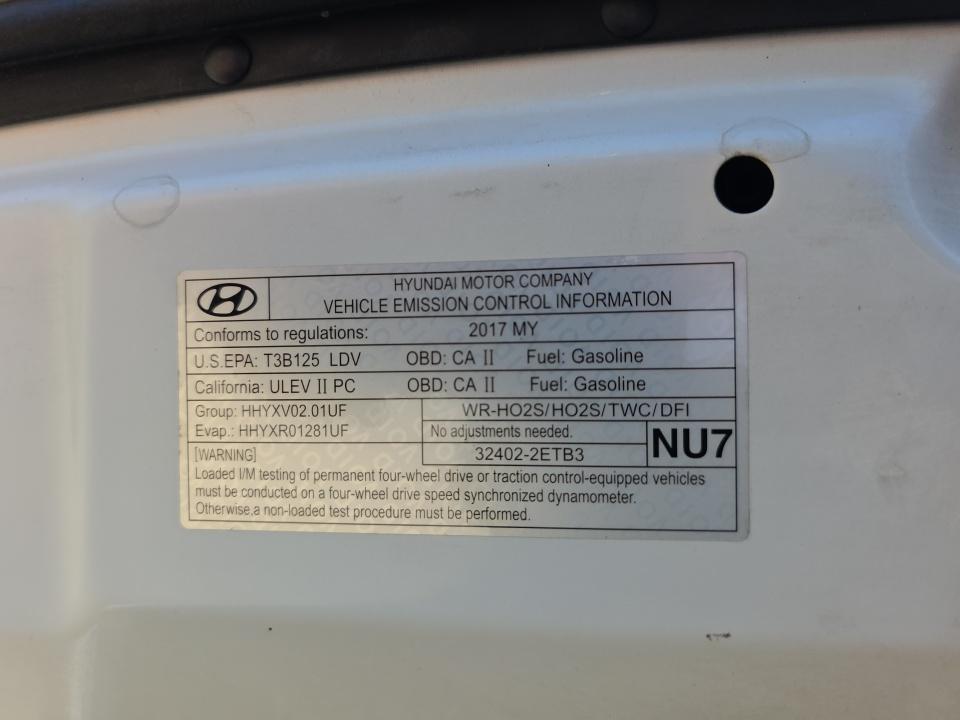 HYUNDAI MOTOR COMPANY
VEHICLE EMISSION CONTROL INFORMATION
Conforms to regulations: 2017 MY
U.S.EPA: T3B125 LDV OBD: CA II Fuel: Gasoline
California: ULEV II PC OBD: CA II Fuel: Gasoline
Group: HHYXV02.01UF WR-HO2S/HO2S/TWC/DFI
Evap.: HHYXR01281UF No adjustments needed. NU7
[WARNING] 32402-2ETB3
Loaded I/M testing of permanent four-wheel drive or traction control-equipped vehicles
must be conducted on a four-wheel drive speed synchronized dynamometer.
Otherwise,a non-loaded test procedure must be performed.